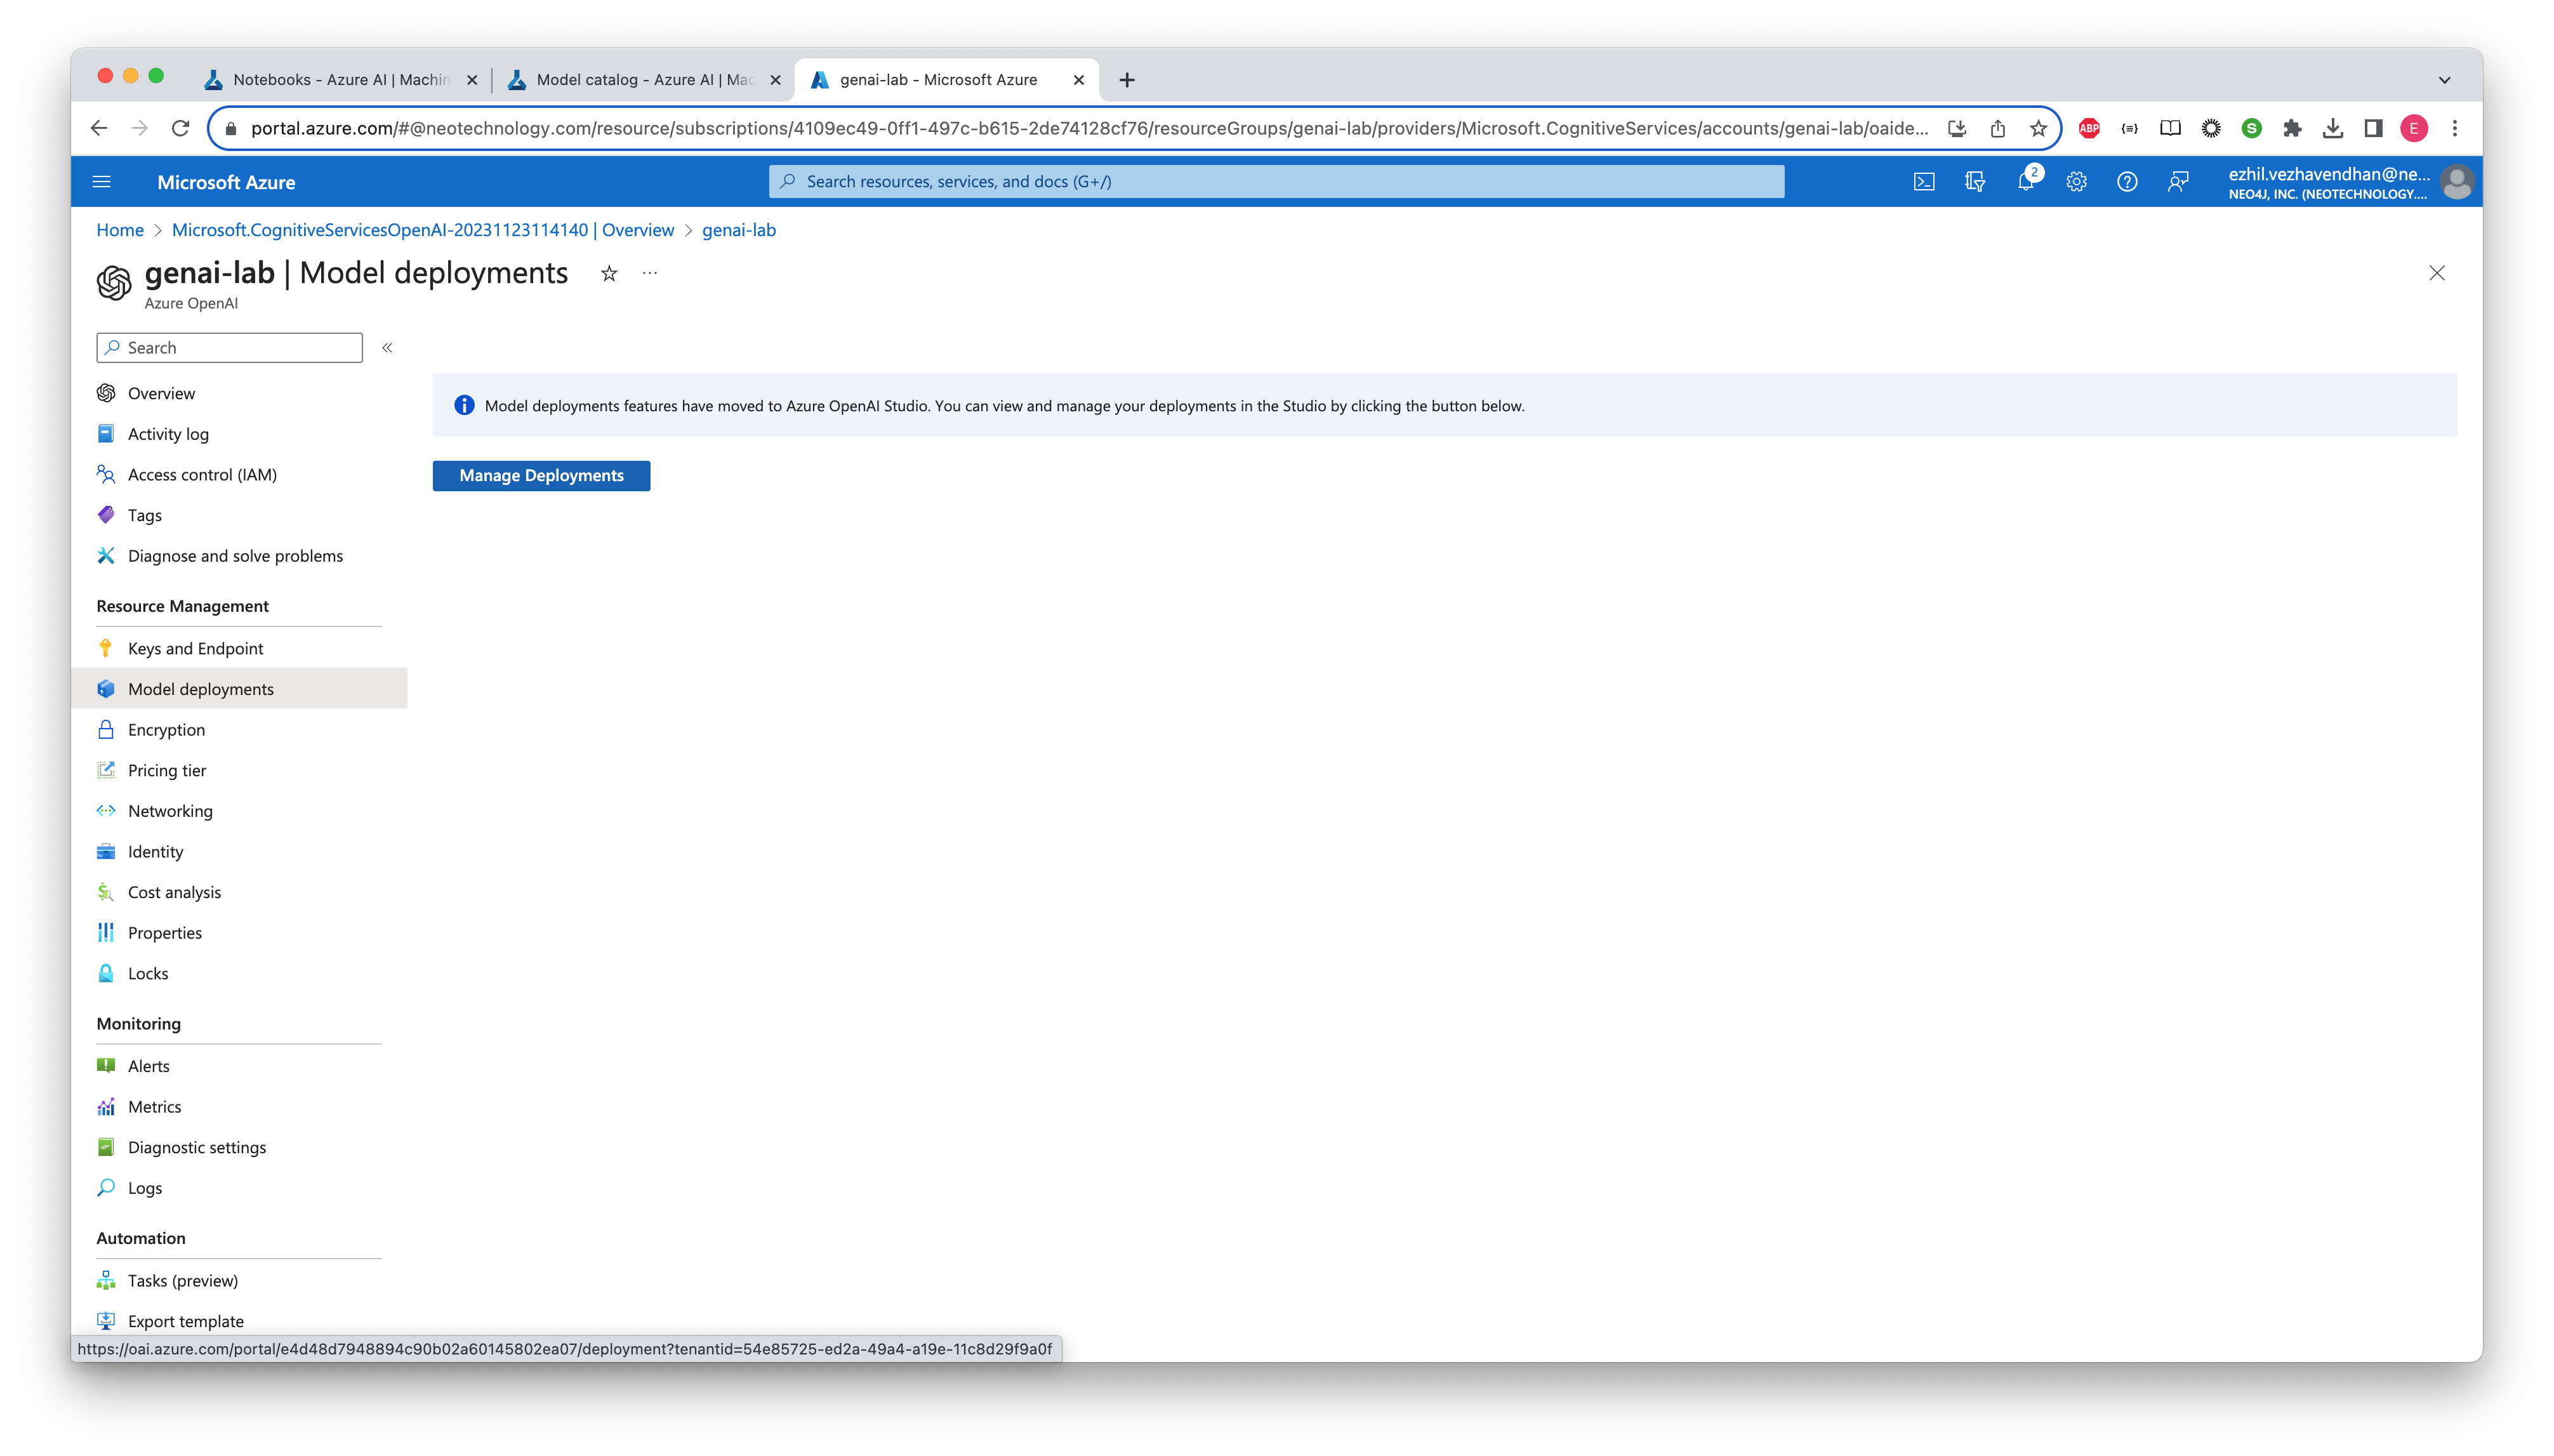 Notebooks - Azure AI | Machin
Model catalog - Azure AI | Mac
genai-lab - Microsoft Azure
portal.azure.com/#@neotechnology.com/resource/subscriptions/4109ec49-0ff1-497c-b615-2de74128cf76/resourceGroups/genai-lab/providers/Microsoft.CognitiveServices/accounts/genai-lab/oaide...
ABP
S
E
Microsoft Azure
Search resources, services, and docs (G+/)
2
ezhil.vezhavendhan@ne...
NEO4J, INC. (NEOTECHNOLOGY....
Home > Microsoft.CognitiveServicesOpenAI-20231123114140 | Overview > genai-lab
genai-lab | Model deployments
Azure OpenAI
Search
Overview
Activity log
Access control (IAM)
Tags
Diagnose and solve problems
Resource Management
Keys and Endpoint
Model deployments
Encryption
Pricing tier
Networking
Identity
Cost analysis
Properties
Locks
Monitoring
Alerts
Metrics
Diagnostic settings
Logs
Automation
Tasks (preview)
Export template
Model deployments features have moved to Azure OpenAI Studio. You can view and manage your deployments in the Studio by clicking the button below.
Manage Deployments
https://oai.azure.com/portal/e4d48d7948894c90b02a60145802ea07/deployment?tenantid=54e85725-ed2a-49a4-a19e-11c8d29f9a0f